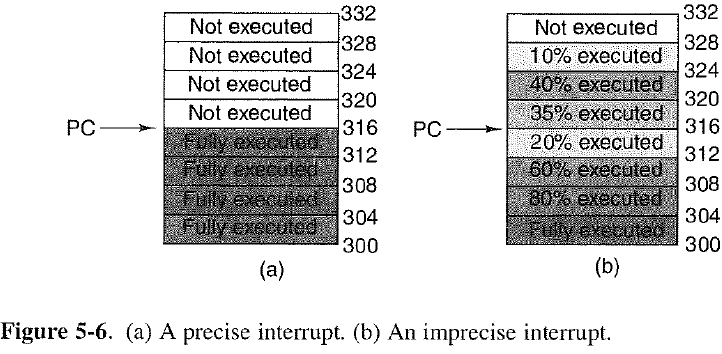 332
Not executed
328
Not executed
324
Not executed
320
Not executed
PC
316
Fully executed
312
Fully executed
308
Fully executed
304
Fully executed
300
(a)
332
Not executed
328
10% executed
324
40% executed
320
35% executed
PC
316
20% executed
312
60% executed
308
80% executed
304
Fully executed
300
(b)
Figure 5-6. (a) A precise interrupt. (b) An imprecise interrupt.